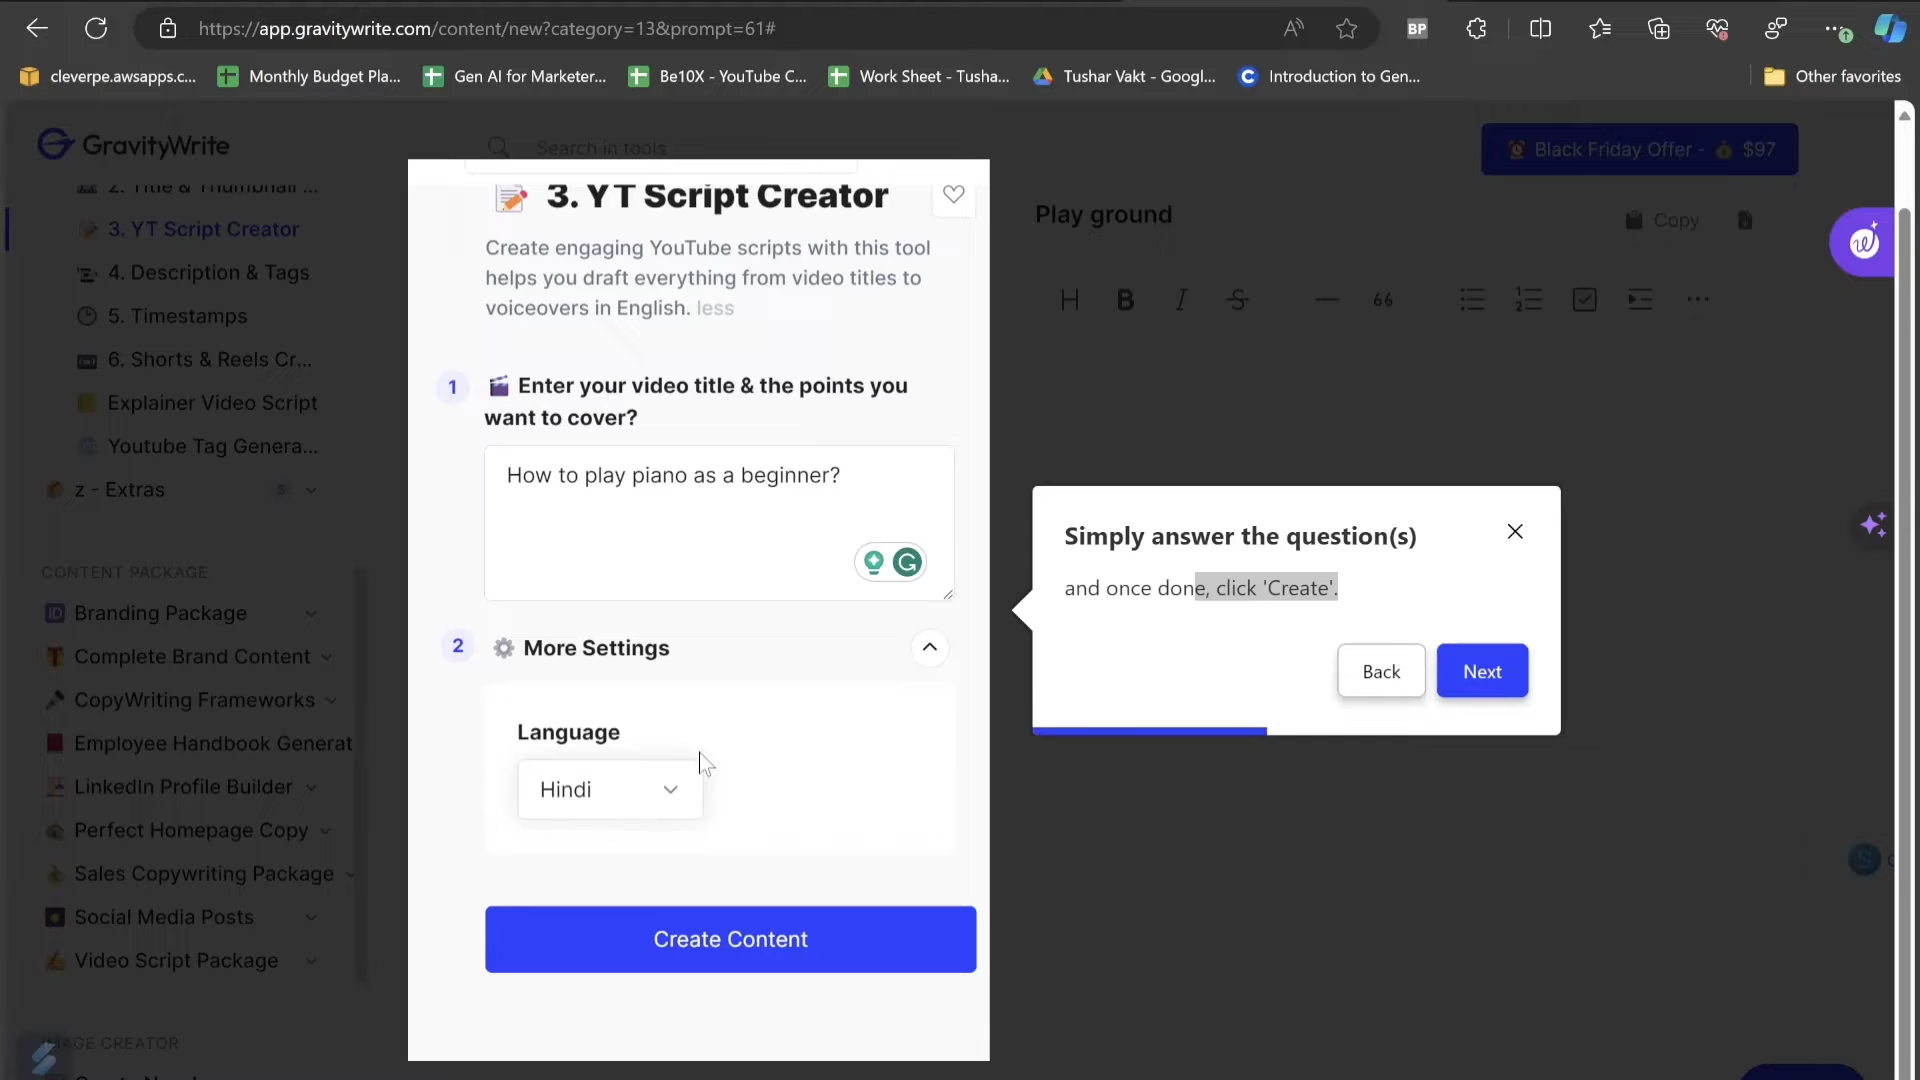 https://app.gravitywrite.com/content/new?category=13&prompt=61#
BP
cleverpe.awsapps.c...
Monthly Budget Pla...
Gen AI for Marketer...
Be10X - YouTube C...
Work Sheet - Tusha...
Tushar Vakt - Googl...
Introduction to Gen...
Other favorites
GravityWrite
Search in tools
Black Friday Offer - $97
2. Title & Thumbnail ...
3. YT Script Creator
4. Description & Tags
5. Timestamps
6. Shorts & Reels Cr...
Explainer Video Script
Youtube Tag Genera...
z - Extras 5
CONTENT PACKAGE
Branding Package
Complete Brand Content
CopyWriting Frameworks
Employee Handbook Generat
LinkedIn Profile Builder
Perfect Homepage Copy
Sales Copywriting Package
Social Media Posts
Video Script Package
3. YT Script Creator
Create engaging YouTube scripts with this tool
helps you draft everything from video titles to
voiceovers in English. less
1 Enter your video title & the points you
want to cover?
How to play piano as a beginner?
2 More Settings
Language
Hindi
Create Content
Play ground
Copy
Simply answer the question(s)
and once done, click 'Create'.
Back
Next